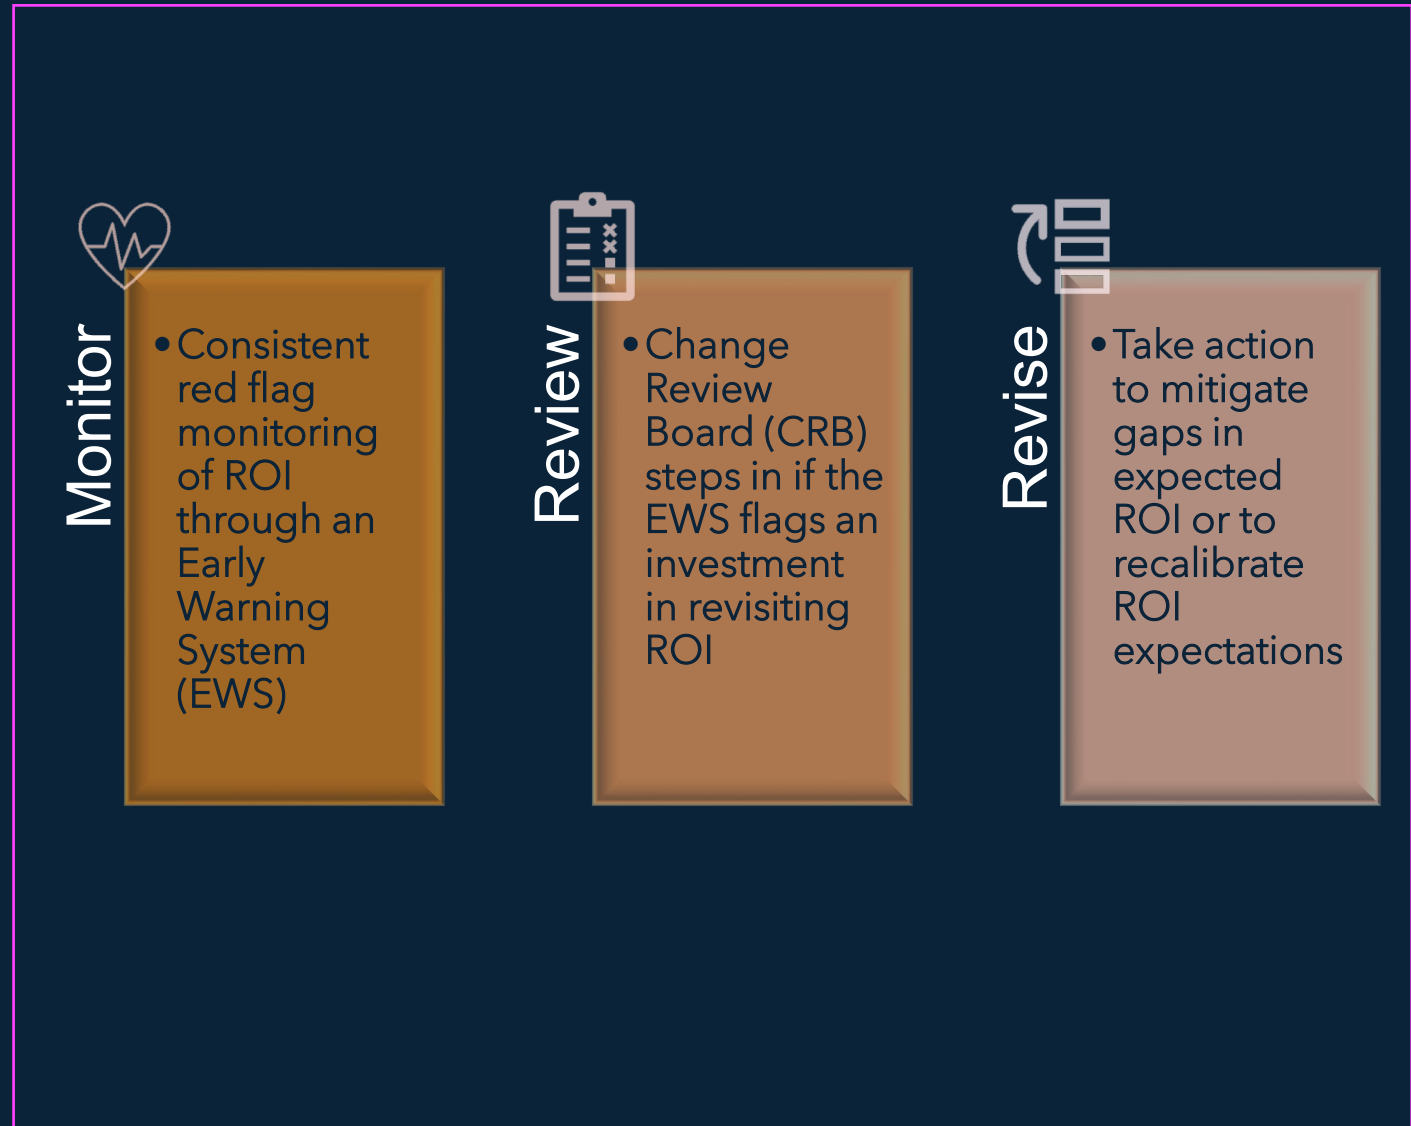 Monitor
• Consistent
red flag
monitoring
of ROI
through an
Early
Warning
System
(EWS)
Review
• Change
Review
Board (CRB)
steps in if the
EWS flags an
investment
in revisiting
ROI
Revise
• Take action
to mitigate
gaps in
expected
ROI or to
recalibrate
ROI
expectations